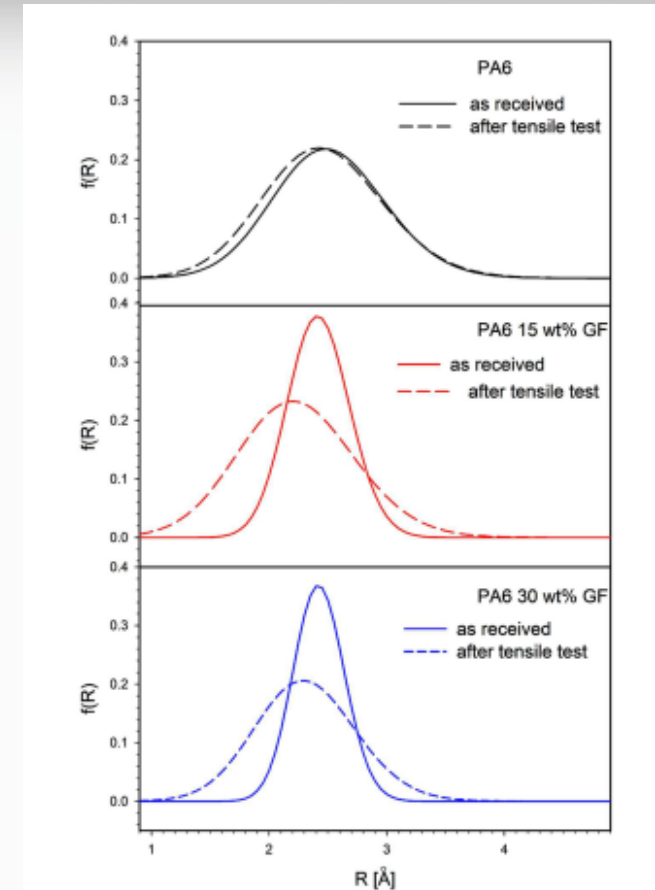 0.4
PA6
0.3
as received
after tensile test
f(R)
0.2
0.1
0.0
0.4
PA6 15 wt% GF
0.3
as received
after tensile test
f(R)
0.2
0.1
0.0
0.4
PA6 30 wt% GF
0.3
as received
after tensile test
f(R)
0.2
0.1
0.0
1 2 3 4
R [Å]